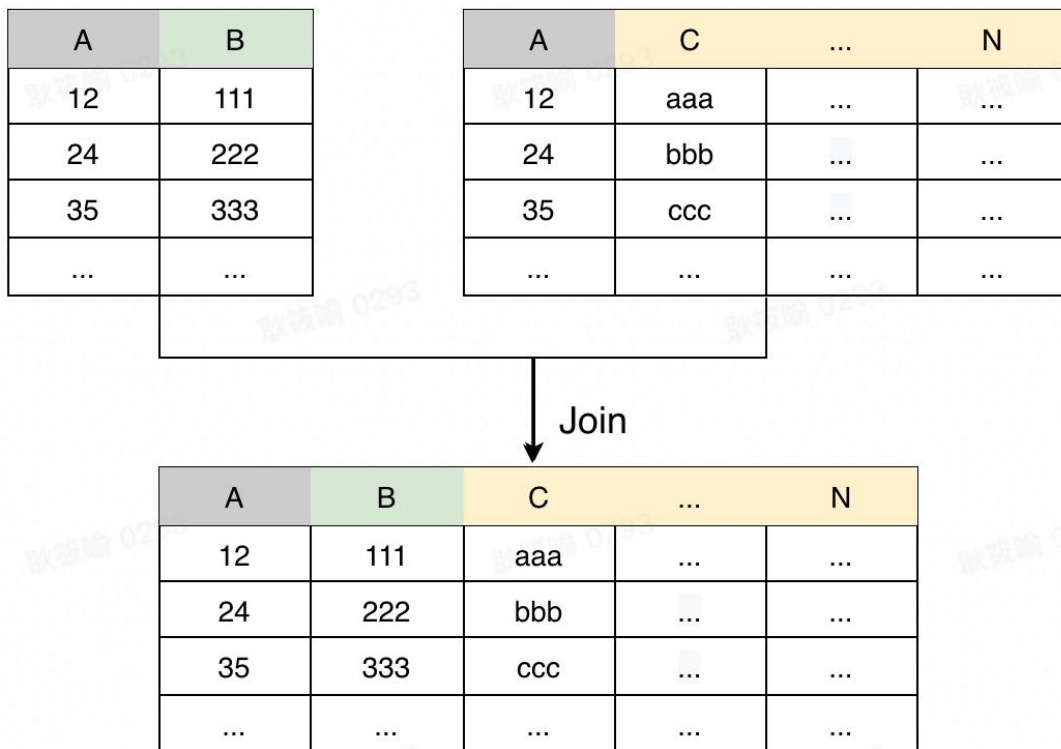 A B
12 111
24 222
35 333
... ...
A C ... N
12 aaa ... ...
24 bbb ... ...
35 ccc ... ...
... ... ... ...
Join
A B C ... N
12 111 aaa ... ...
24 222 bbb ... ...
35 333 ccc ... ...
... ... ... ... ...